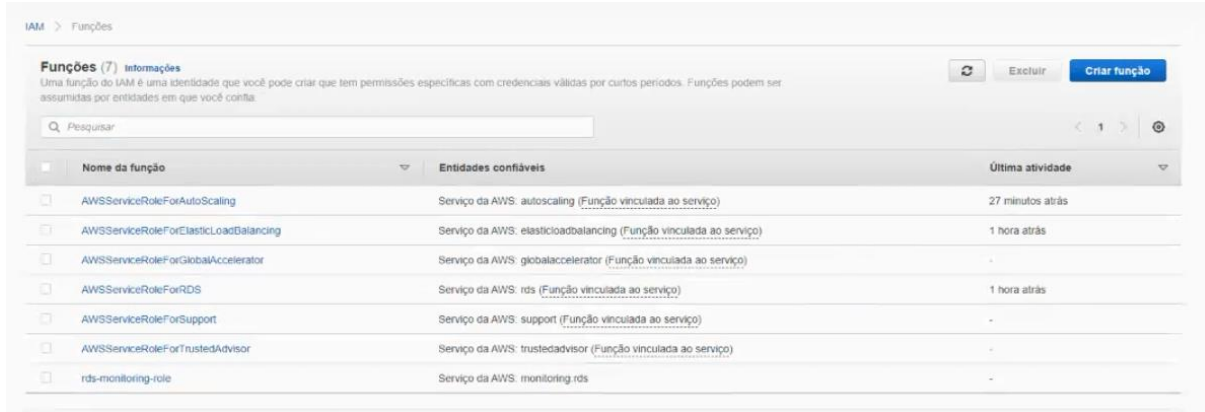 IAM > Funções
Funções (7) Informações
Uma função do IAM é uma identidade que você pode criar que tem permissões específicas com credenciais válidas por curtos períodos. Funções podem ser
assumidas por entidades em que você confia.
Excluir
Criar função
Pesquisar
< 1 >
Nome da função Entidades confiáveis Última atividade
AWSServiceRoleForAutoScaling Serviço da AWS: autoscaling (Função vinculada ao serviço) 27 minutos atrás
AWSServiceRoleForElasticLoadBalancing Serviço da AWS: elasticloadbalancing (Função vinculada ao serviço) 1 hora atrás
AWSServiceRoleForGlobalAccelerator Serviço da AWS: globalaccelerator (Função vinculada ao serviço) -
AWSServiceRoleForRDS Serviço da AWS: rds (Função vinculada ao serviço) 1 hora atrás
AWSServiceRoleForSupport Serviço da AWS: support (Função vinculada ao serviço) -
AWSServiceRoleForTrustedAdvisor Serviço da AWS: trustedadvisor (Função vinculada ao serviço) -
rds-monitoring-role Serviço da AWS: monitoring.rds -